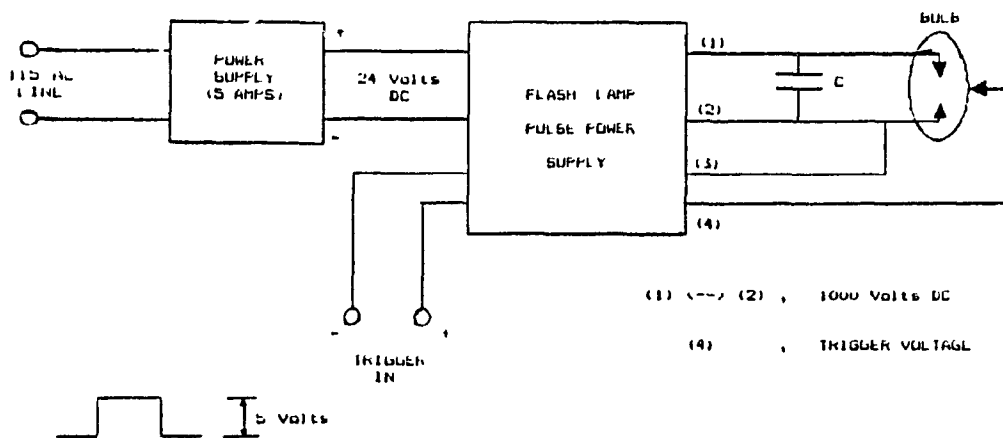 BULB
115 AC
LINE
POWER
SUPPLY
(5 AMPS)
+
24 Volts
DC
-
FLASH LAMP
PULSE POWER
SUPPLY
(1)
C
(2)
(3)
(4)
- +
TRIGGER
IN
(1) <--> (2) , 1000 Volts DC
(4) , TRIGGER VOLTAGE
5 Volts